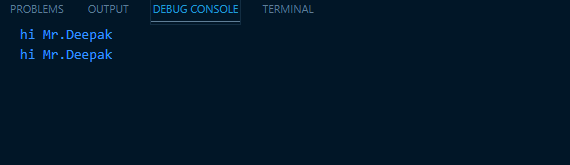 PROBLEMS OUTPUT DEBUG CONSOLE TERMINAL
hi Mr.Deepak
hi Mr.Deepak